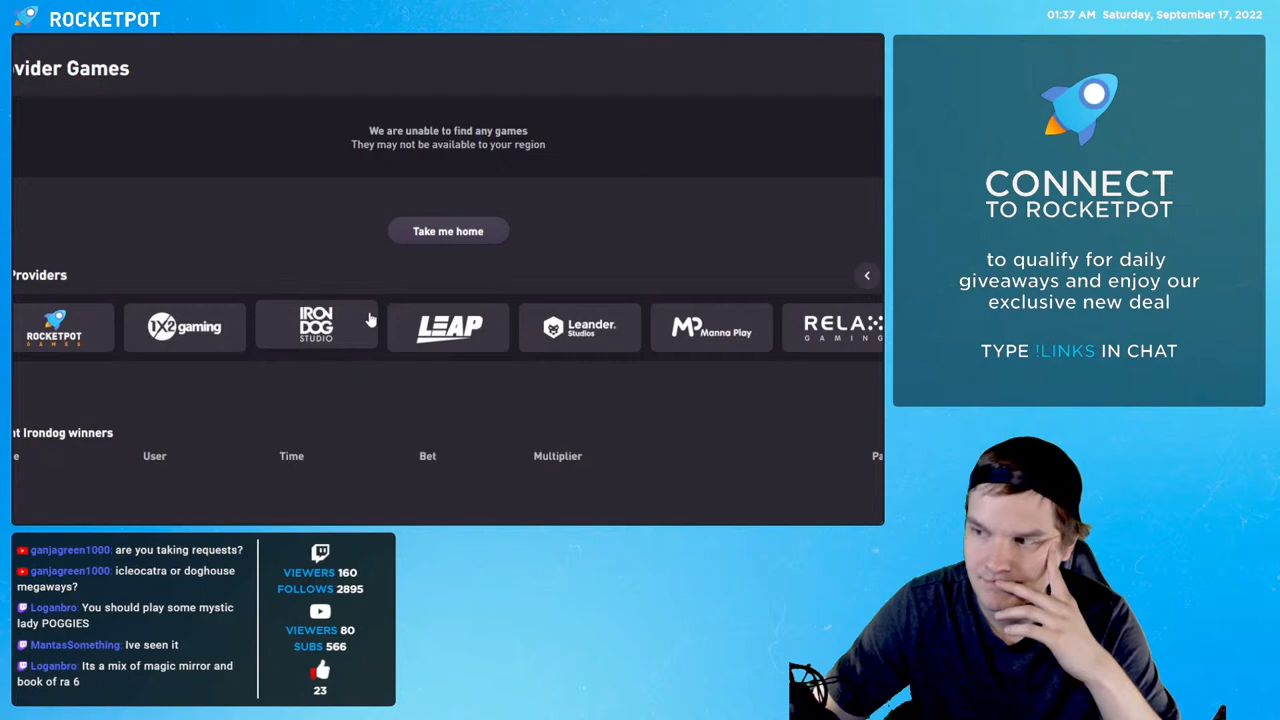 ROCKETPOT
01:37 AM Saturday, September 17, 2022
vider Games
We are unable to find any games
They may not be available to your region
Take me home
Providers
ROCKETPOT
GAMES
1X2gaming
IRON
DOG
STUDIO
LEAP
Leander.
Studios
MP Manna Play
RELAX
GAMING
t Irondog winners
e User Time Bet Multiplier Pa
CONNECT
TO ROCKETPOT
to qualify for daily
giveaways and enjoy our
exclusive new deal
TYPE !LINKS IN CHAT
ganjagreen1000: are you taking requests?
ganjagreen1000: icleocatra or doghouse
megaways?
Loganbro: You should play some mystic
lady POGGIES
MantasSomething: Ive seen it
Loganbro: Its a mix of magic mirror and
book of ra 6
VIEWERS 160
FOLLOWS 2895
VIEWERS 80
SUBS 566
23